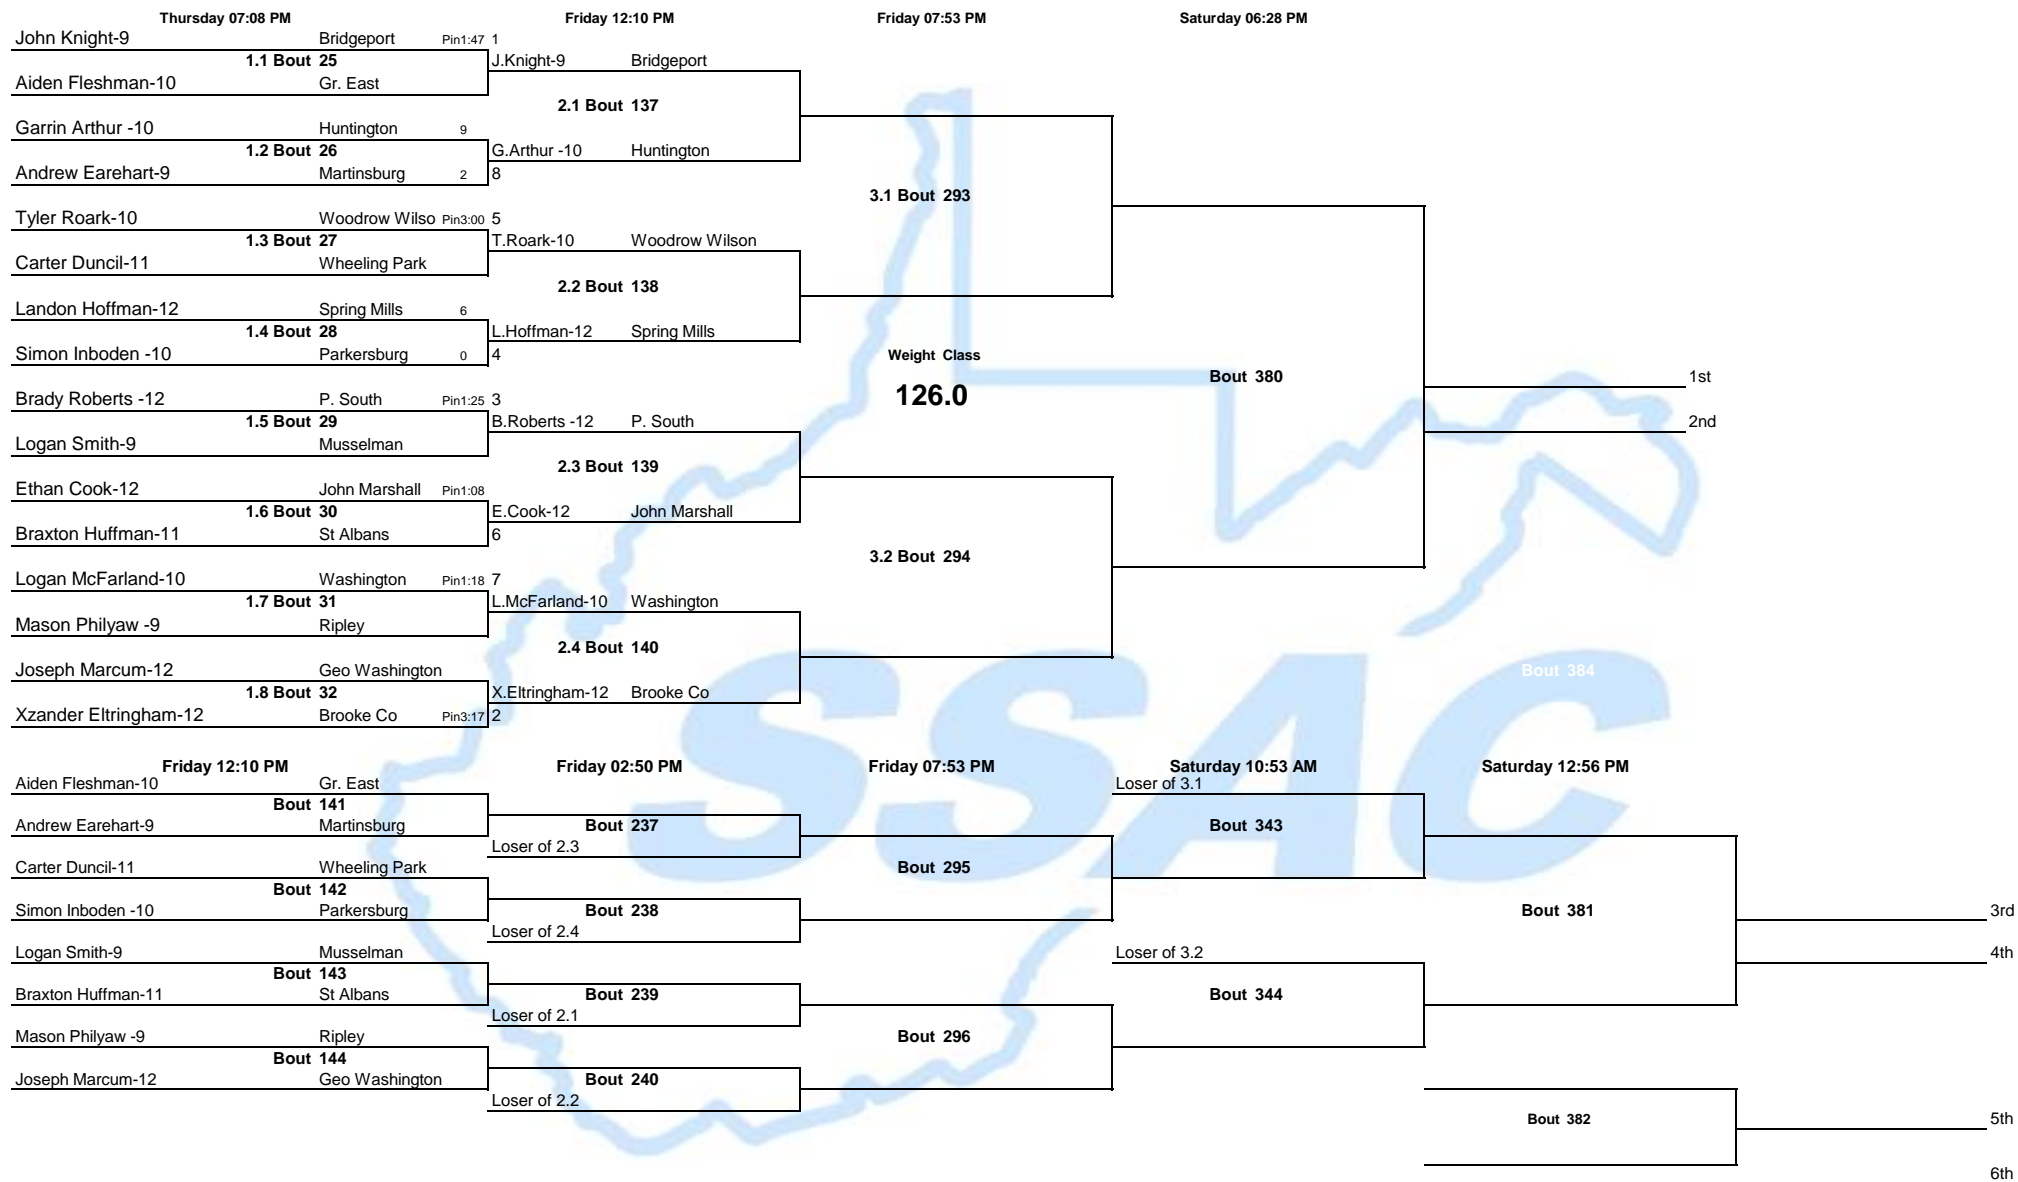 Thursday 07:08 PM Friday 12:10 PM Friday 07:53 PM Saturday 06:28 PM
John Knight-9 Bridgeport Pin1:47 1
1.1 Bout 25 J.Knight-9 Bridgeport
Aiden Fleshman-10 Gr. East
2.1 Bout 137
Garrin Arthur -10 Huntington 9
1.2 Bout 26 G.Arthur -10 Huntington
Andrew Earehart-9 Martinsburg 2 8
3.1 Bout 293
Tyler Roark-10 Woodrow Wilso Pin3:00 5
1.3 Bout 27 T.Roark-10 Woodrow Wilson
Carter Duncil-11 Wheeling Park
2.2 Bout 138
Landon Hoffman-12 Spring Mills 6
1.4 Bout 28 L.Hoffman-12 Spring Mills
Simon Inboden -10 Parkersburg 0 4 Weight Class
Bout 380 1st
Brady Roberts -12 P. South Pin1:25 3 126.0
1.5 Bout 29 B.Roberts -12 P. South 2nd
Logan Smith-9 Musselman
2.3 Bout 139
Ethan Cook-12 John Marshall Pin1:08
1.6 Bout 30 E.Cook-12 John Marshall
Braxton Huffman-11 St Albans 6
3.2 Bout 294
Logan McFarland-10 Washington Pin1:18 7
1.7 Bout 31 L.McFarland-10 Washington
Mason Philyaw -9 Ripley
2.4 Bout 140
Joseph Marcum-12 Geo Washington Bout 384
1.8 Bout 32 X.Eltringham-12 Brooke Co
Xzander Eltringham-12 Brooke Co Pin3:17 2
SSAC
Friday 12:10 PM Friday 02:50 PM Friday 07:53 PM Saturday 10:53 AM Saturday 12:56 PM
Aiden Fleshman-10 Gr. East Loser of 3.1
Bout 141
Andrew Earehart-9 Martinsburg Bout 237 Bout 343
Loser of 2.3
Carter Duncil-11 Wheeling Park Bout 295
Bout 142
Simon Inboden -10 Parkersburg Bout 238 Bout 381 3rd
Loser of 2.4
Logan Smith-9 Musselman Loser of 3.2 4th
Bout 143
Braxton Huffman-11 St Albans Bout 239 Bout 344
Loser of 2.1
Mason Philyaw -9 Ripley Bout 296
Bout 144
Joseph Marcum-12 Geo Washington Bout 240
Loser of 2.2
Bout 382 5th
6th